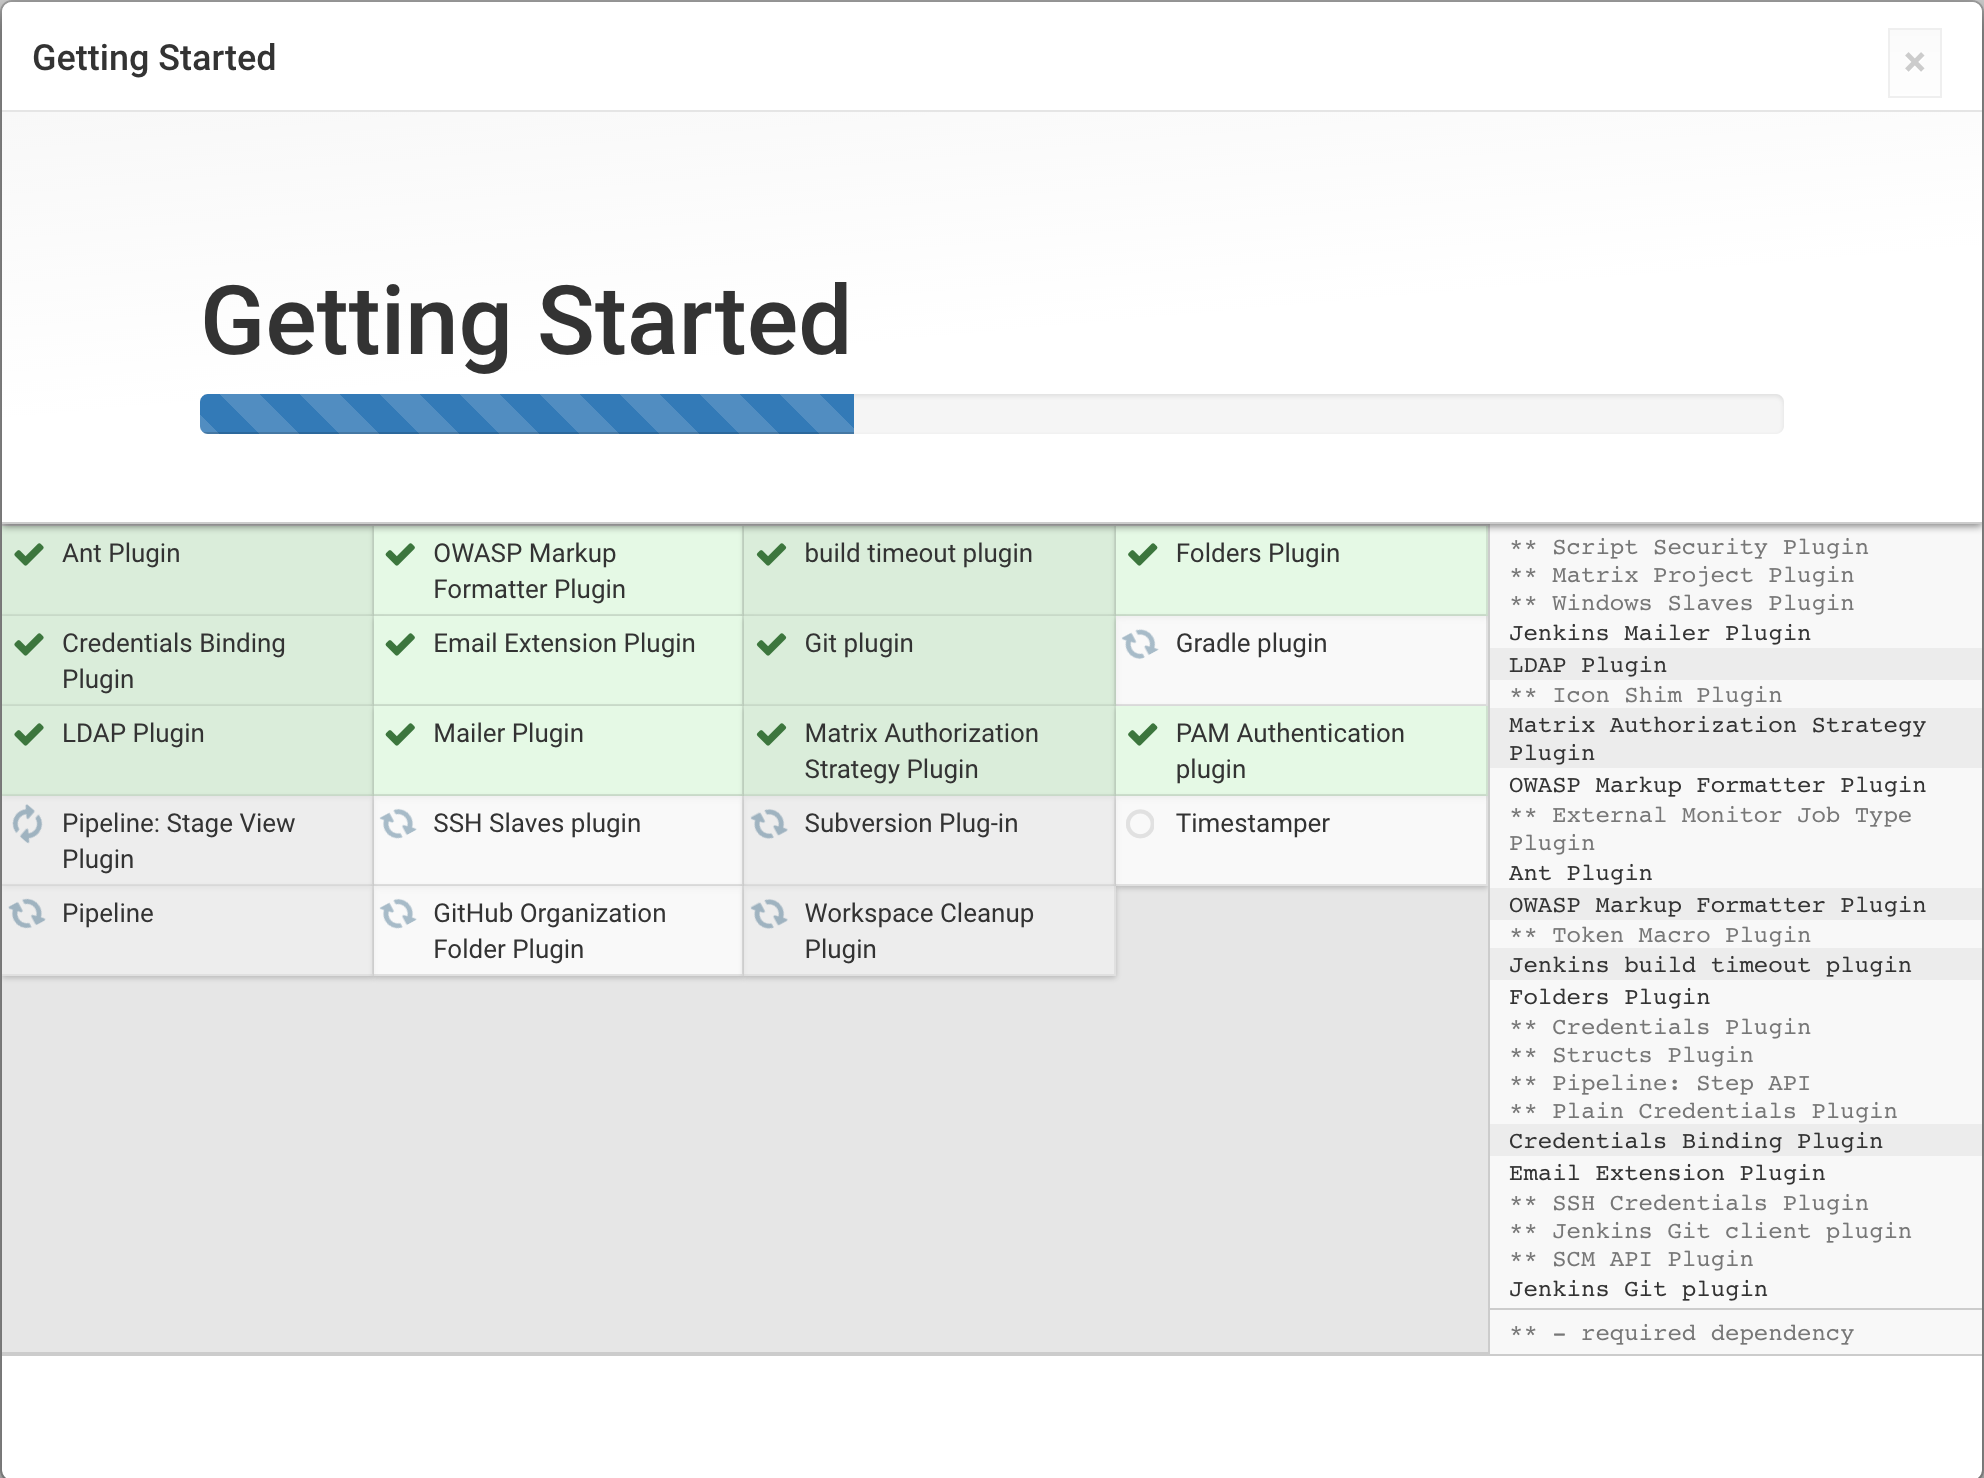 Getting Started
×
Getting Started
Ant Plugin
OWASP Markup
Formatter Plugin
build timeout plugin
Folders Plugin
Credentials Binding
Plugin
Email Extension Plugin
Git plugin
Gradle plugin
LDAP Plugin
Mailer Plugin
Matrix Authorization
Strategy Plugin
PAM Authentication
plugin
Pipeline: Stage View
Plugin
SSH Slaves plugin
Subversion Plug-in
Timestamper
Pipeline
GitHub Organization
Folder Plugin
Workspace Cleanup
Plugin
** Script Security Plugin
** Matrix Project Plugin
** Windows Slaves Plugin
Jenkins Mailer Plugin
LDAP Plugin
** Icon Shim Plugin
Matrix Authorization Strategy
Plugin
OWASP Markup Formatter Plugin
** External Monitor Job Type
Plugin
Ant Plugin
OWASP Markup Formatter Plugin
** Token Macro Plugin
Jenkins build timeout plugin
Folders Plugin
** Credentials Plugin
** Structs Plugin
** Pipeline: Step API
** Plain Credentials Plugin
Credentials Binding Plugin
Email Extension Plugin
** SSH Credentials Plugin
** Jenkins Git client plugin
** SCM API Plugin
Jenkins Git plugin
** - required dependency